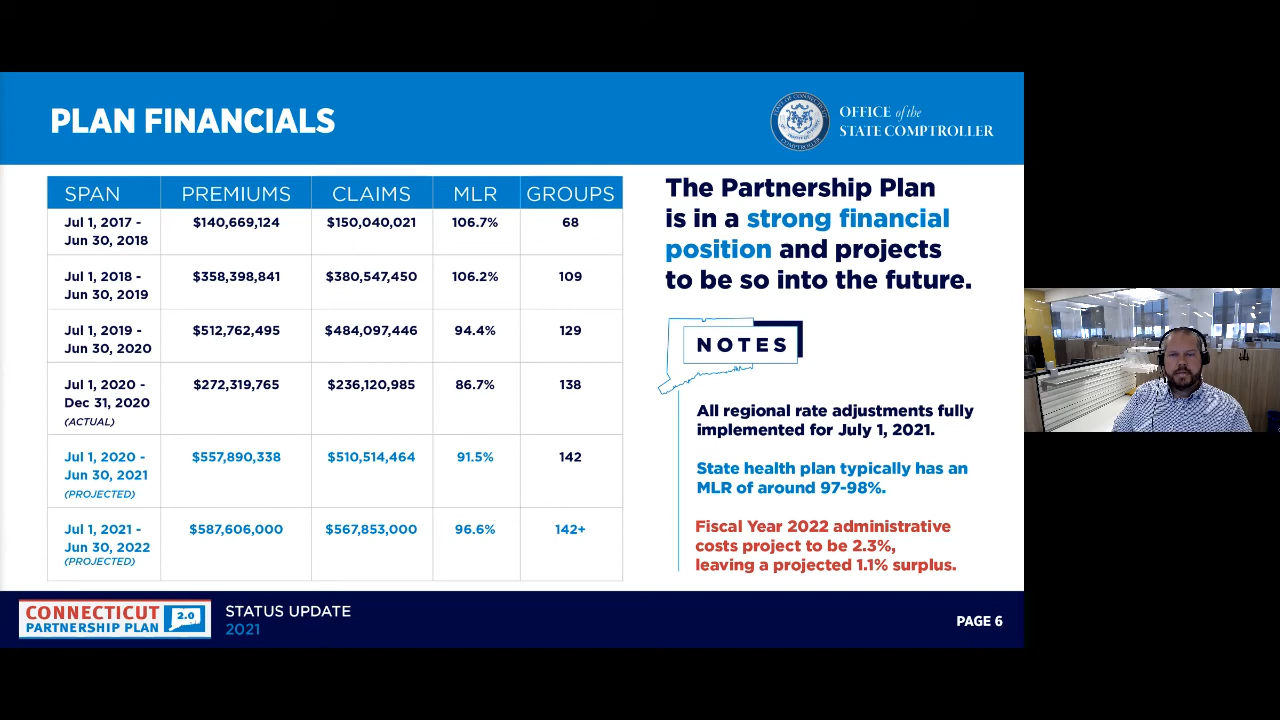 PLAN FINANCIALS
OFFICE of the
STATE COMPTROLLER
SPAN PREMIUMS CLAIMS MLR GROUPS
Jul 1, 2017 - $140,669,124 $150,040,021 106.7% 68
Jun 30, 2018
Jul 1, 2018 - $358,398,841 $380,547,450 106.2% 109
Jun 30, 2019
Jul 1, 2019 - $512,762,495 $484,097,446 94.4% 129
Jun 30, 2020
Jul 1, 2020 - $272,319,765 $236,120,985 86.7% 138
Dec 31, 2020
(ACTUAL)
Jul 1, 2020 - $557,890,338 $510,514,464 91.5% 142
Jun 30, 2021
(PROJECTED)
Jul 1, 2021 - $587,606,000 $567,853,000 96.6% 142+
Jun 30, 2022
(PROJECTED)
The Partnership Plan
is in a strong financial
position and projects
to be so into the future.
NOTES
All regional rate adjustments fully
implemented for July 1, 2021.
State health plan typically has an
MLR of around 97-98%.
Fiscal Year 2022 administrative
costs project to be 2.3%,
leaving a projected 1.1% surplus.
CONNECTICUT 2.0
PARTNERSHIP PLAN
STATUS UPDATE
2021
PAGE 6